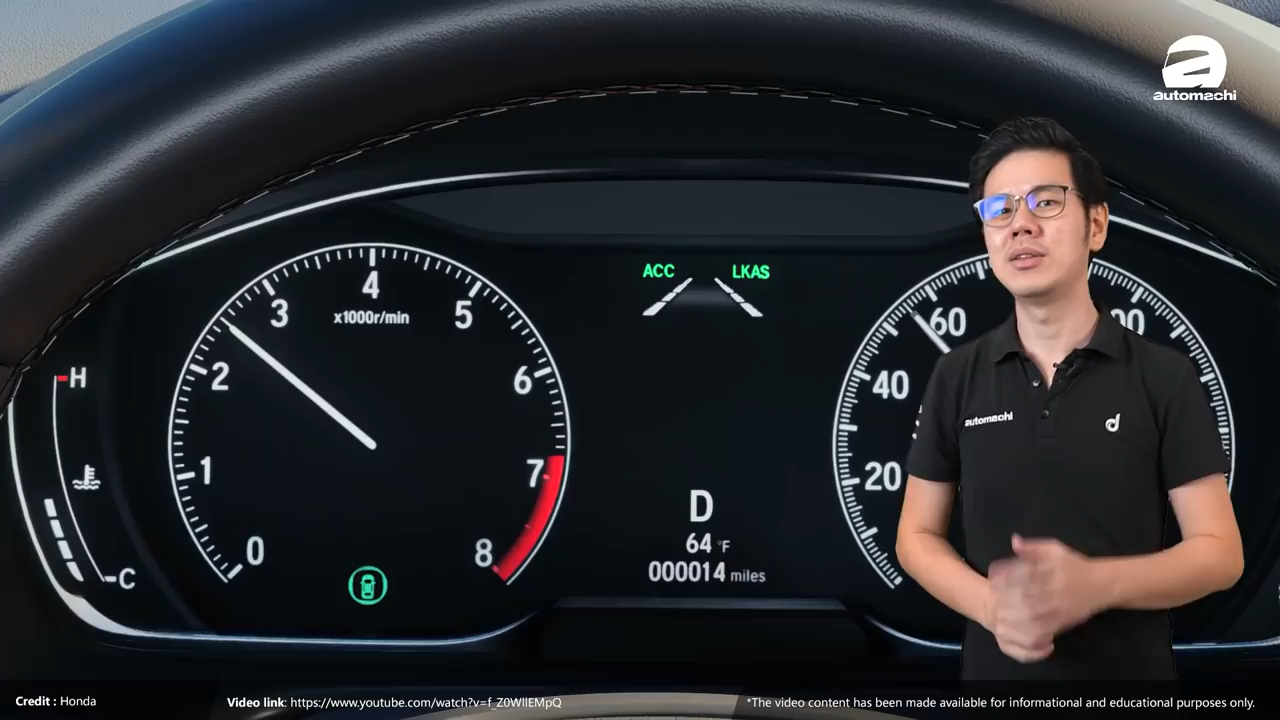 automachi
ACC
LKAS
4
3
5
x1000r/min
2
6
1
7
0
8
H
C
60
40
20
D
64 °F
000014 miles
automachi
d
Credit : Honda
Video link: https://www.youtube.com/watch?v=f_Z0WllEMpQ
*The video content has been made available for informational and educational purposes only.